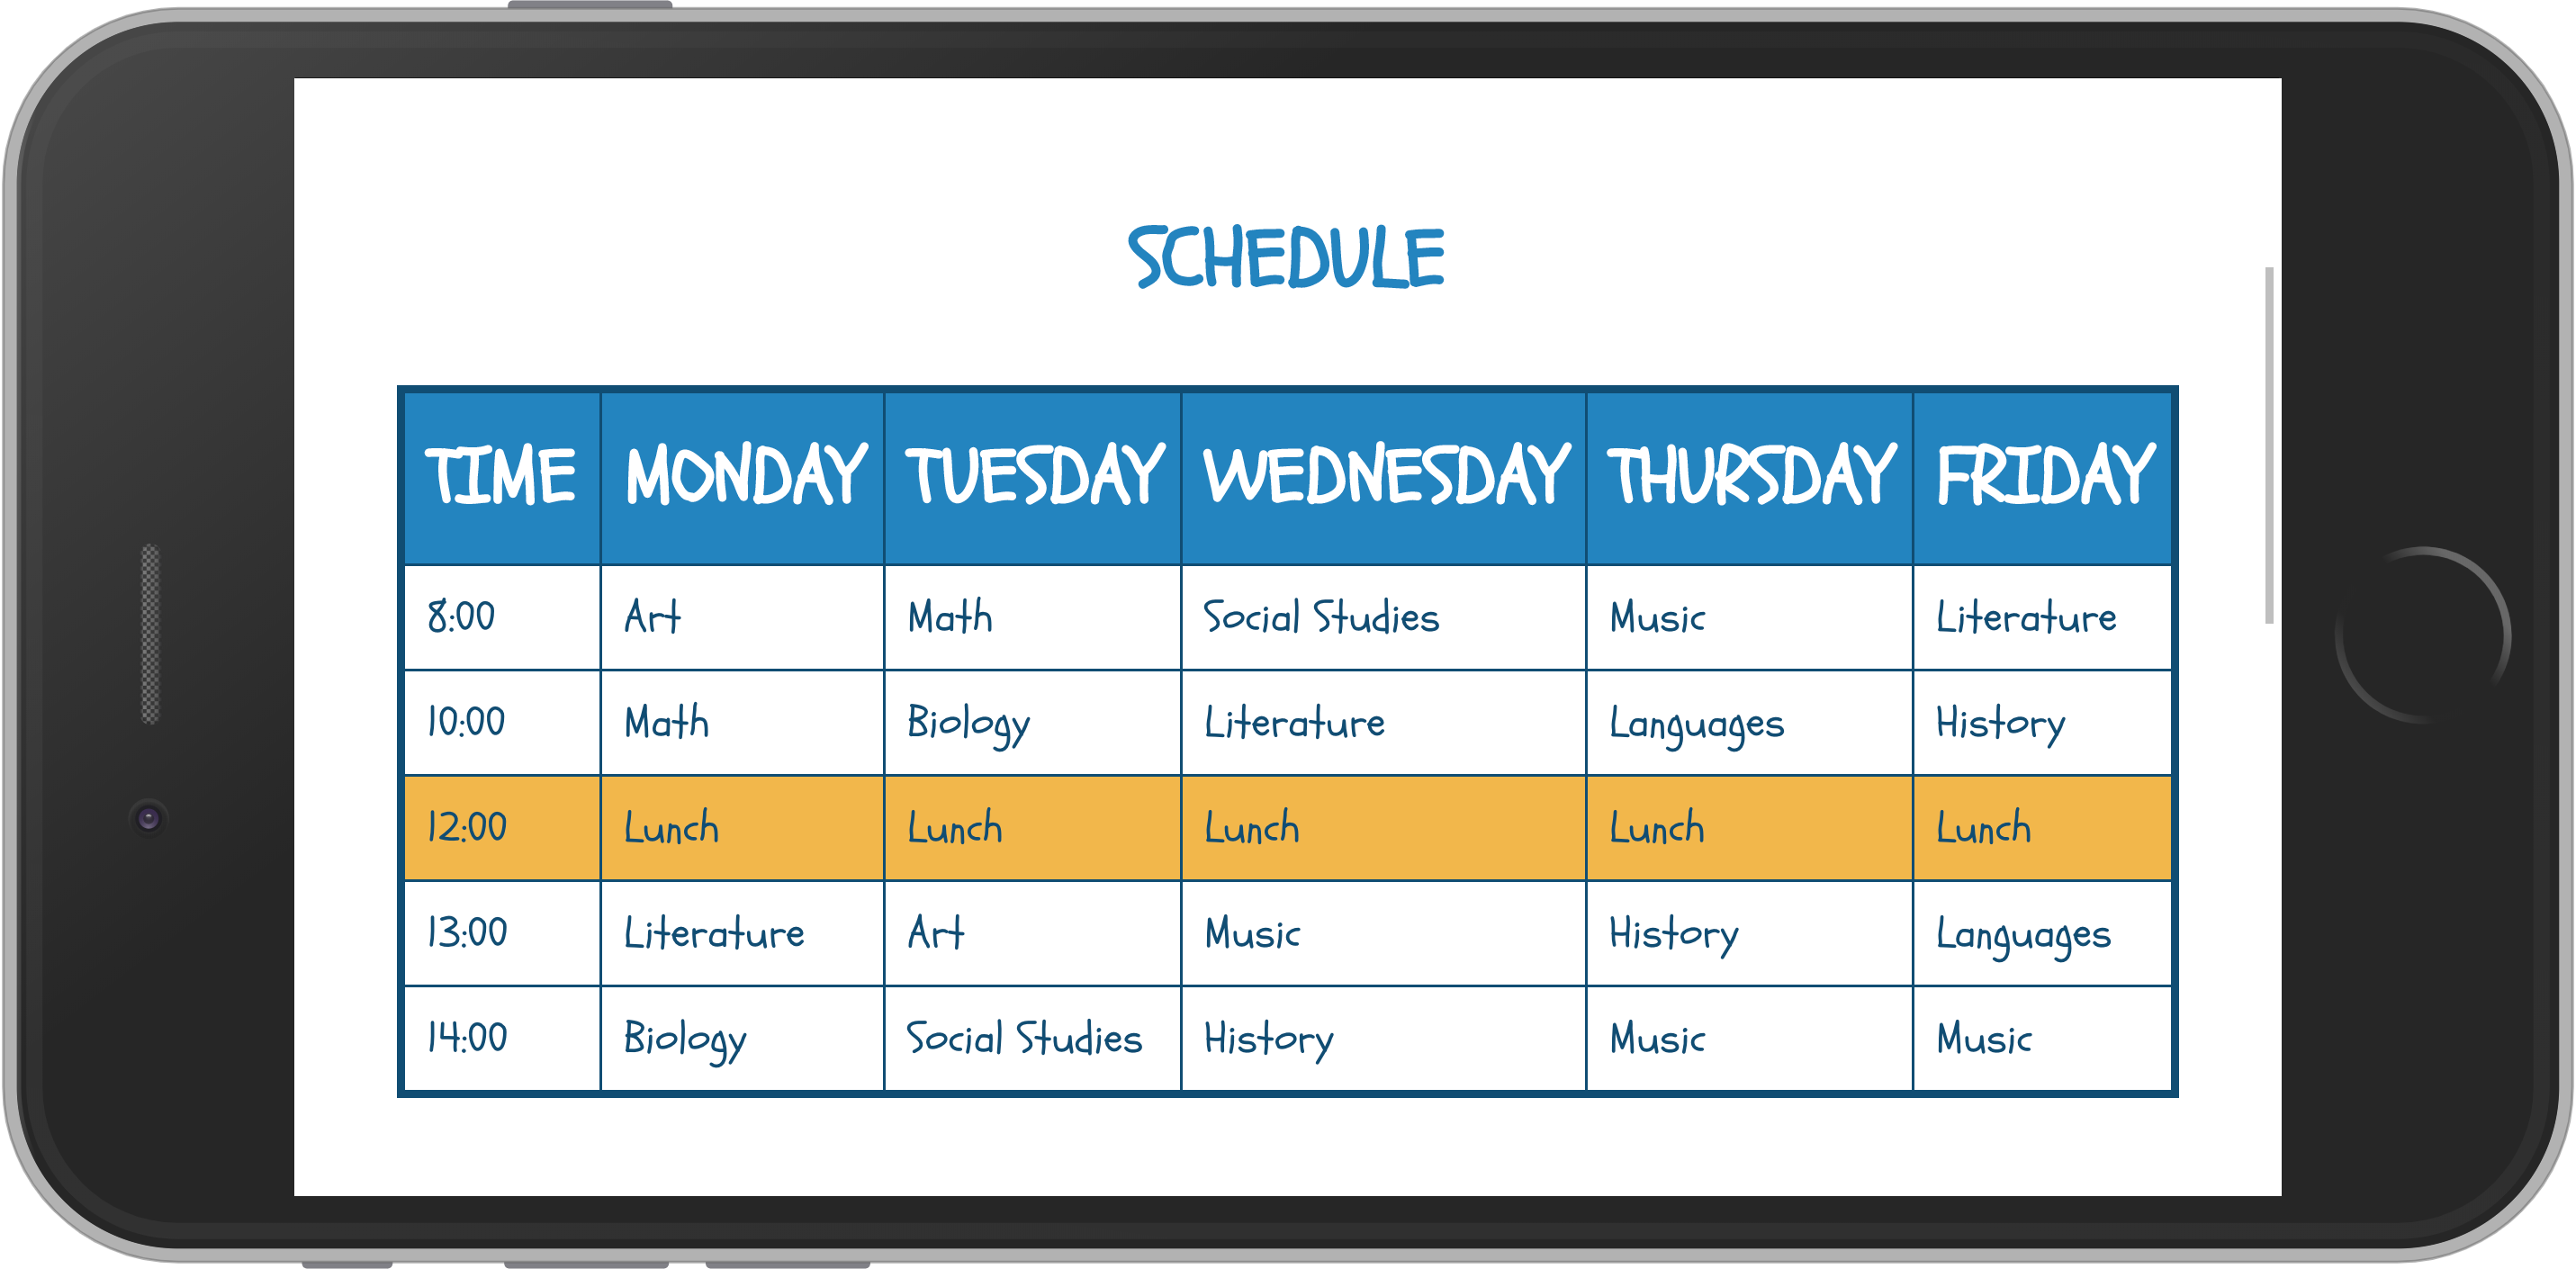 SCHEDULE
TIME MONDAY TUESDAY WEDNESDAY THURSDAY FRIDAY
8:00 Art Math Social Studies Music Literature
10:00 Math Biology Literature Languages History
12:00 Lunch Lunch Lunch Lunch Lunch
13:00 Literature Art Music History Languages
14:00 Biology Social Studies History Music Music